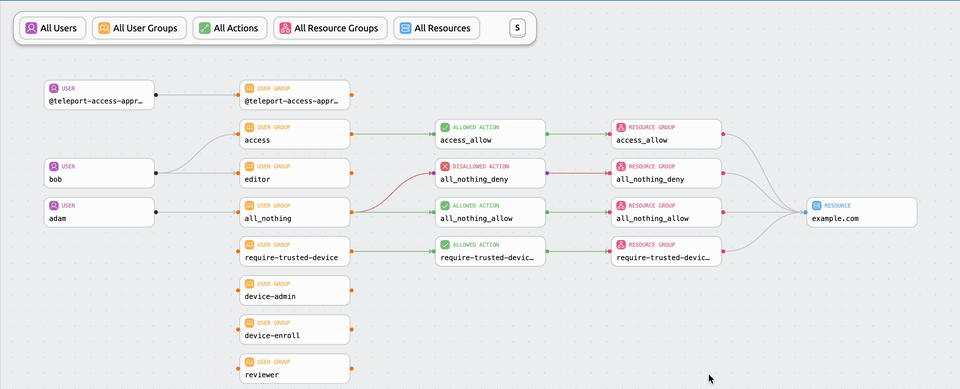 All Users All User Groups All Actions All Resource Groups All Resources S
USER USER GROUP
@teleport-access-appr… @teleport-access-appr…
USER GROUP ALLOWED ACTION RESOURCE GROUP
access access_allow access_allow
USER USER GROUP DISALLOWED ACTION RESOURCE GROUP
bob editor all_nothing_deny all_nothing_deny
USER USER GROUP ALLOWED ACTION RESOURCE GROUP RESOURCE
adam all_nothing all_nothing_allow all_nothing_allow example.com
USER GROUP ALLOWED ACTION RESOURCE GROUP
require-trusted-device require-trusted-devic… require-trusted-devic…
USER GROUP
device-admin
USER GROUP
device-enroll
USER GROUP
reviewer